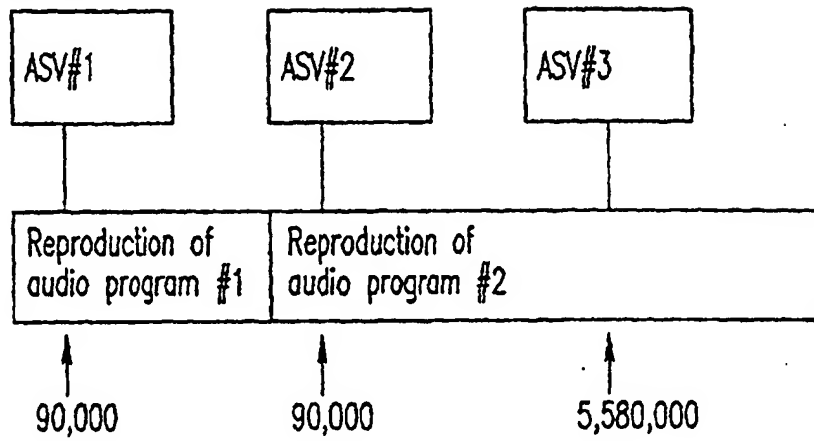 ASV#1 ASV#2 ASV#3
Reproduction of Reproduction of
audio program #1 audio program #2
90,000 90,000 5,580,000